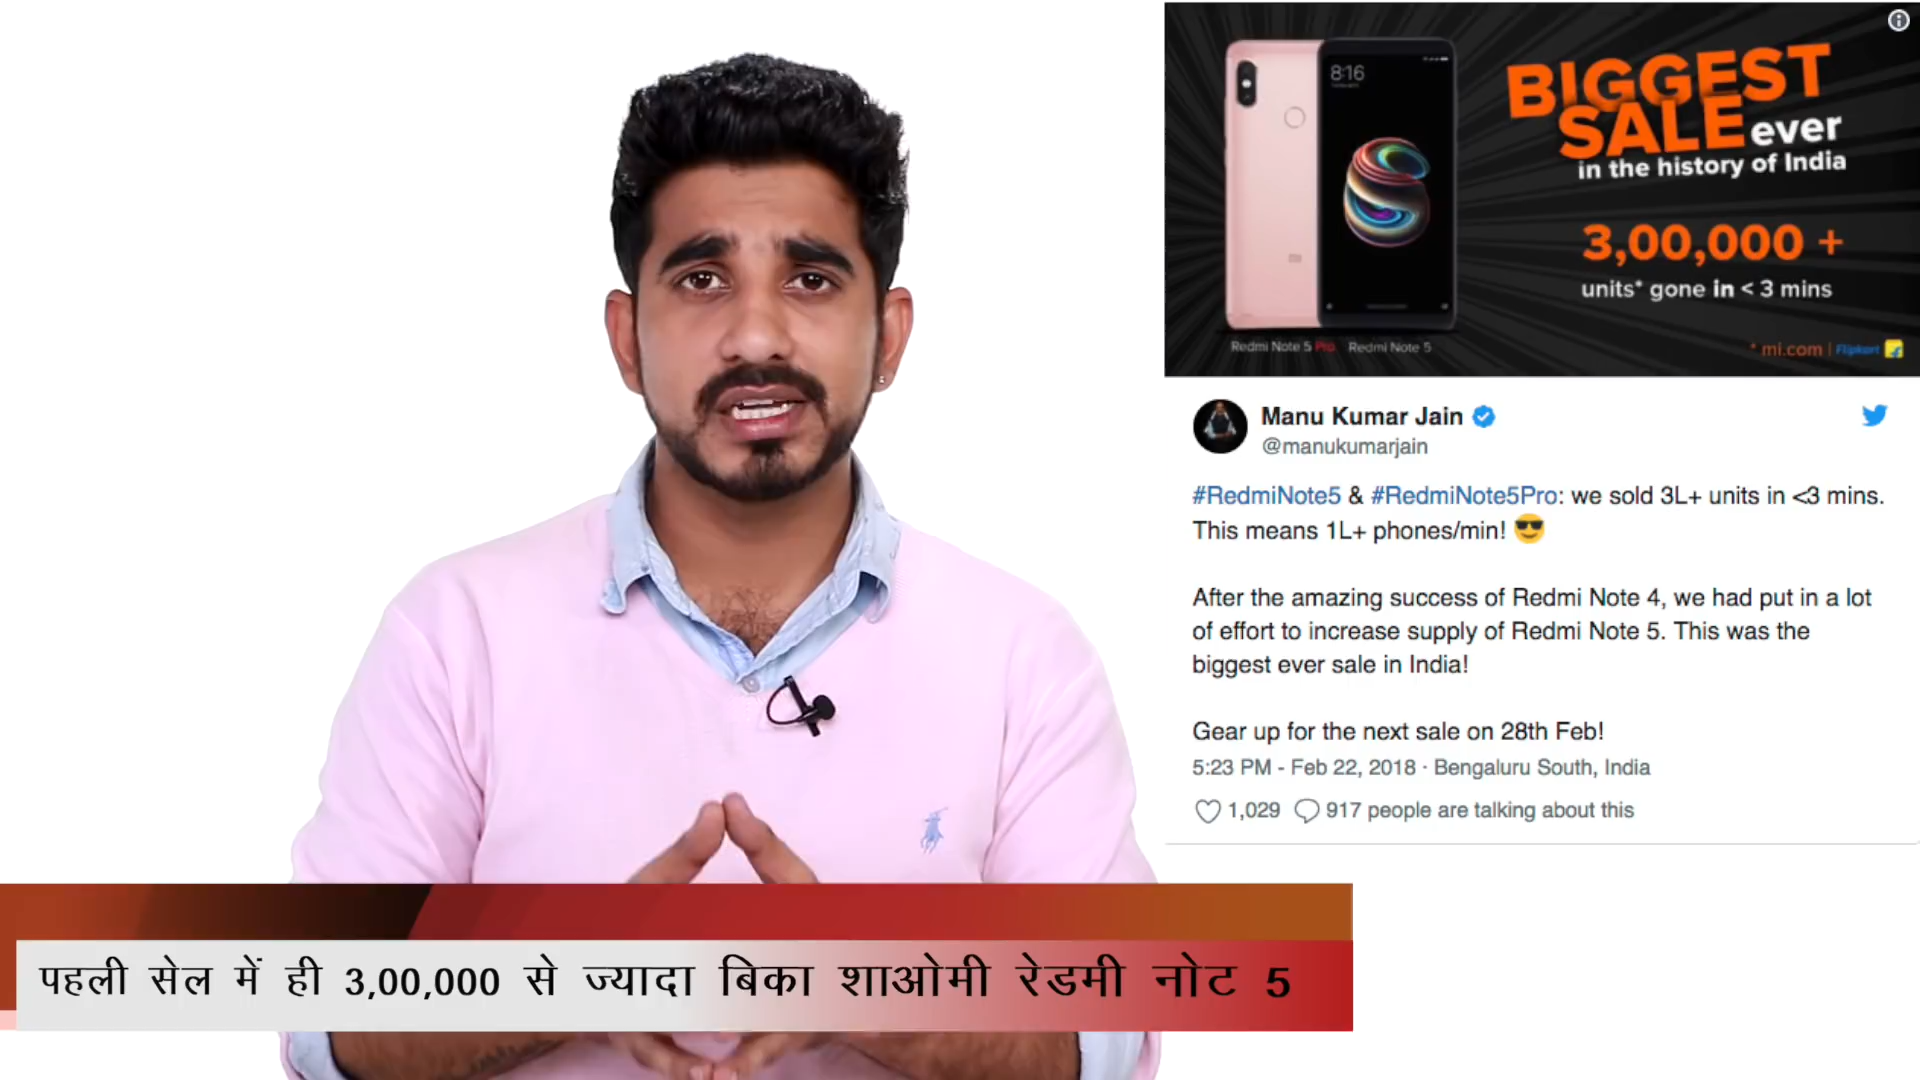 BIGGEST
SALE ever
in the history of India
8:16
3,00,000 +
units* gone in < 3 mins
Redmi Note 5 Pro Redmi Note 5
* mi.com | Flipkart
Manu Kumar Jain
@manukumarjain
#RedmiNote5 & #RedmiNote5Pro: we sold 3L+ units in <3 mins.
This means 1L+ phones/min! 😎
After the amazing success of Redmi Note 4, we had put in a lot
of effort to increase supply of Redmi Note 5. This was the
biggest ever sale in India!
Gear up for the next sale on 28th Feb!
5:23 PM - Feb 22, 2018 · Bengaluru South, India
1,029 917 people are talking about this
पहली सेल में ही 3,00,000 से ज्यादा बिका शाओमी रेडमी नोट 5